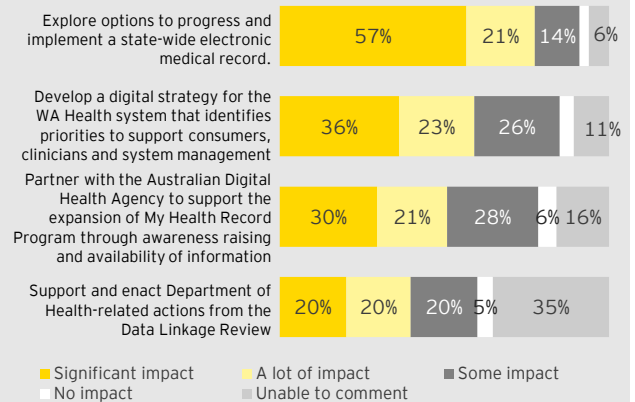 Explore options to progress and
implement a state-wide electronic
medical record.
57% 21% 14% 6%
Develop a digital strategy for the
WA Health system that identifies
priorities to support consumers,
clinicians and system management
36% 23% 26% 11%
Partner with the Australian Digital
Health Agency to support the
expansion of My Health Record
Program through awareness raising
and availability of information
30% 21% 28% 6% 16%
Support and enact Department of
Health-related actions from the
Data Linkage Review
20% 20% 20% 5% 35%
Significant impact A lot of impact Some impact
No impact Unable to comment